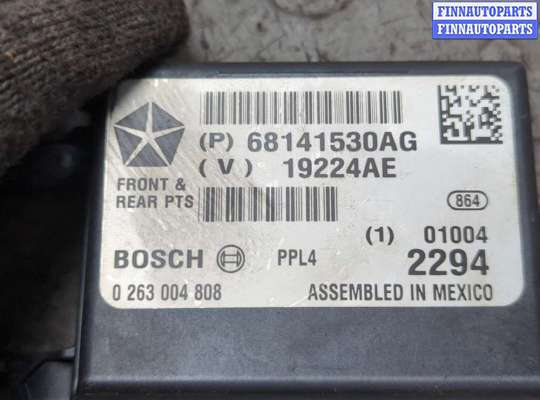 FINNAUTOPARTS
FINNAUTOPARTS
(P) 68141530AG
(V) 19224AE
FRONT &
REAR PTS
864
(1) 01004
BOSCH PPL4 2294
0 263 004 808 ASSEMBLED IN MEXICO